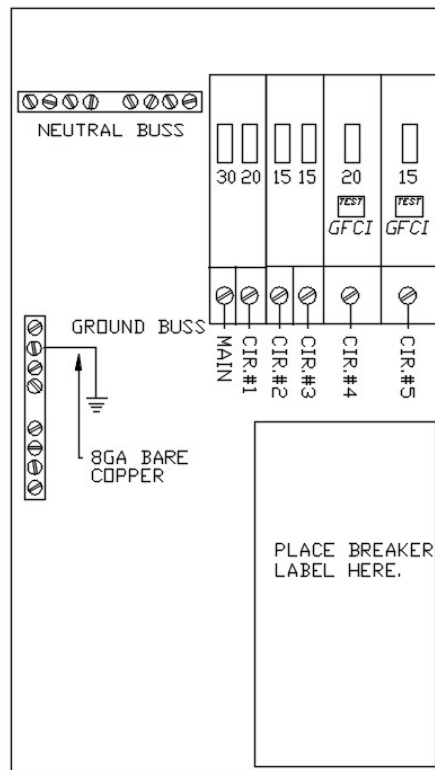 NEUTRAL BUSS
30 20 15 15 20 15
TEST TEST
GFCI GFCI
GROUND BUSS
MAIN
CIR.#1
CIR.#2
CIR.#3
CIR.#4
CIR.#5
8GA BARE
COPPER
PLACE BREAKER
LABEL HERE.